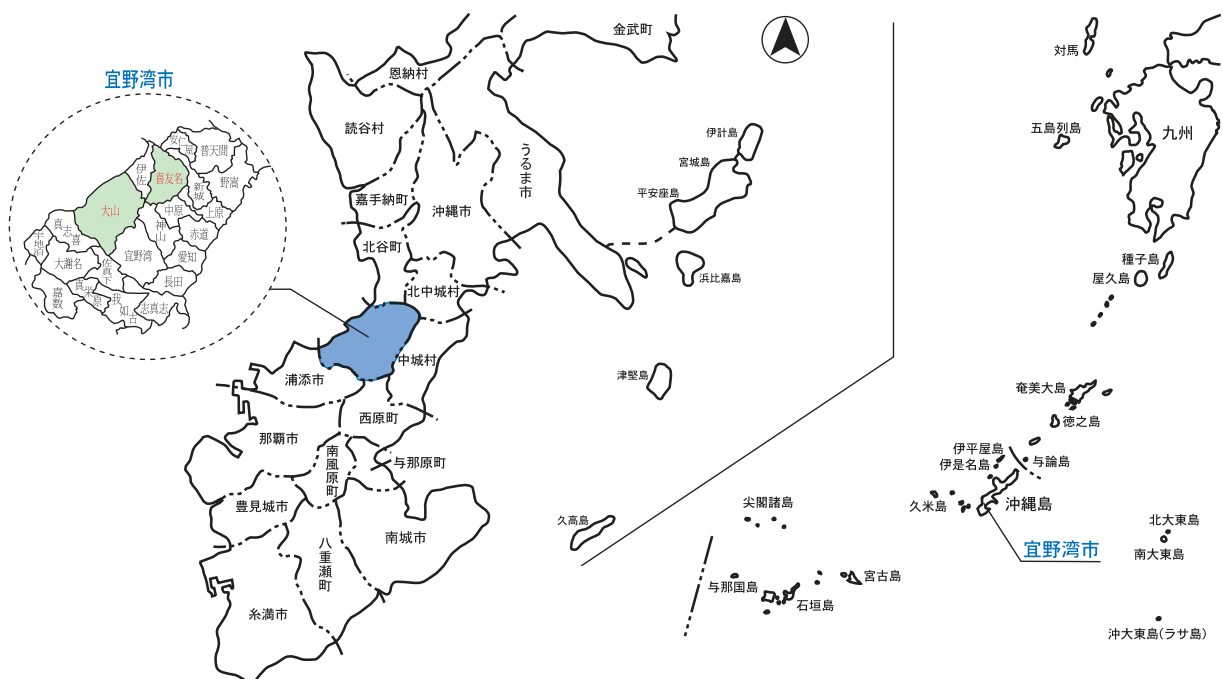 宜野湾市
安仁屋
普天間
伊佐
喜友名
新城
野嵩
大山
中原
上原
真志喜
神山
赤道
宇地泊
大謝名
佐真下
宜野湾
愛知
嘉数
真栄原
我如古
長田
志真志
金武町
恩納村
読谷村
うるま市
伊計島
宮城島
平安座島
嘉手納町
沖縄市
北谷町
浜比嘉島
北中城村
中城村
津堅島
浦添市
西原町
那覇市
南風原町
与那原町
豊見城市
南城市
久高島
八重瀬町
糸満市
対馬
五島列島
九州
種子島
屋久島
奄美大島
徳之島
伊平屋島
伊是名島
与論島
久米島
沖縄島
宜野湾市
尖閣諸島
北大東島
南大東島
与那国島
石垣島
宮古島
沖大東島(ラサ島)